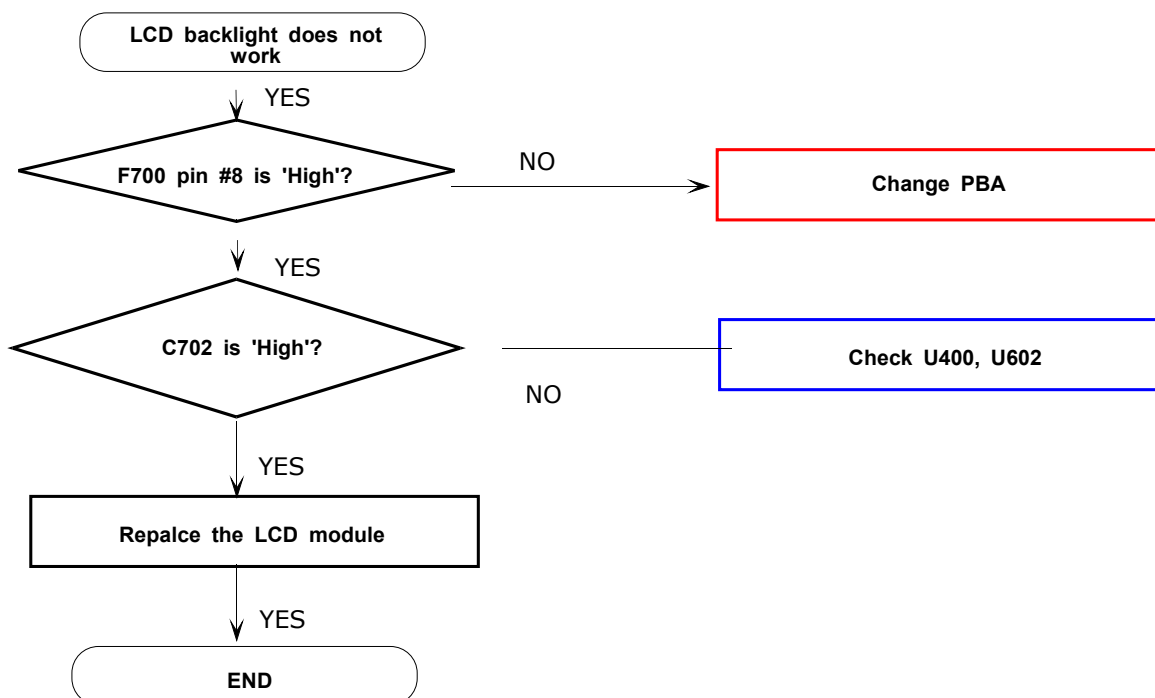 LCD backlight does not
work
YES
F700 pin #8 is 'High'?
NO
Change PBA
YES
C702 is 'High'?
NO
Check U400, U602
YES
Repalce the LCD module
YES
END